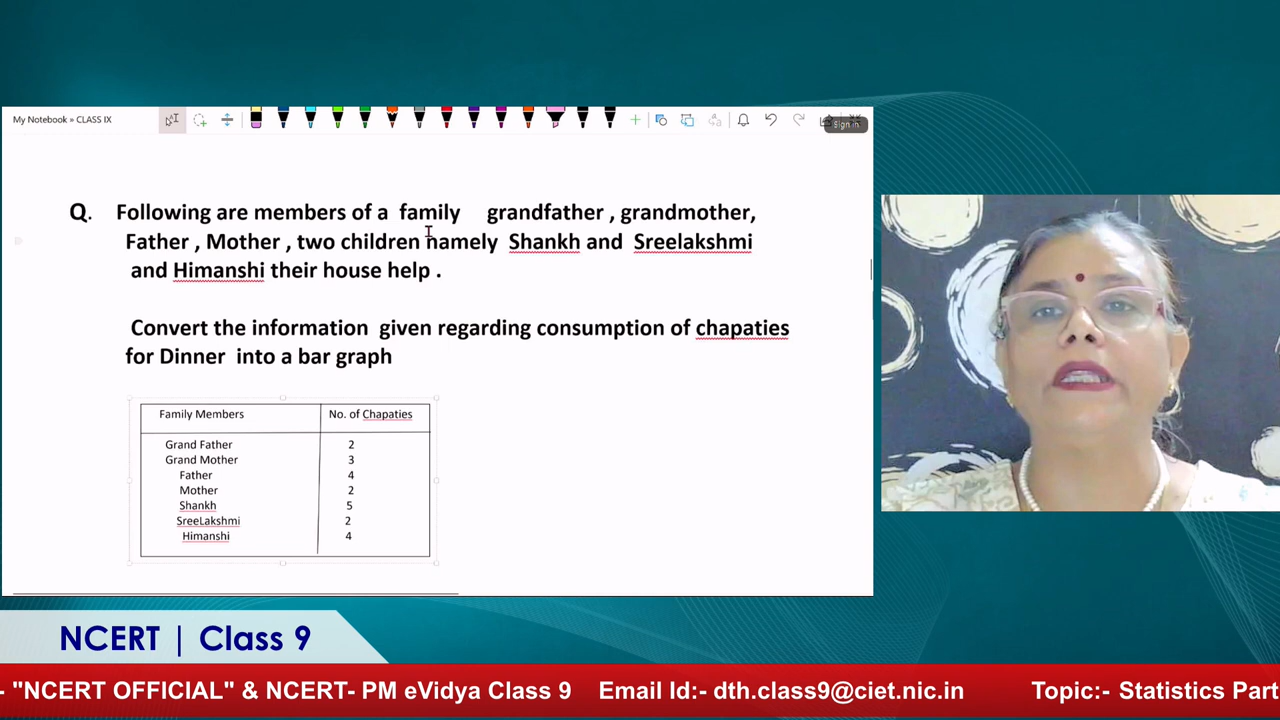 My Notebook » CLASS IX
Sign in
Q. Following are members of a family grandfather , grandmother,
Father , Mother , two children namely Shankh and Sreelakshmi
and Himanshi their house help .
Convert the information given regarding consumption of chapaties
for Dinner into a bar graph
Family Members No. of Chapaties
Grand Father 2
Grand Mother 3
Father 4
Mother 2
Shankh 5
SreeLakshmi 2
Himanshi 4
NCERT | Class 9
- "NCERT OFFICIAL" & NCERT- PM eVidya Class 9 Email Id:- dth.class9@ciet.nic.in Topic:- Statistics Part